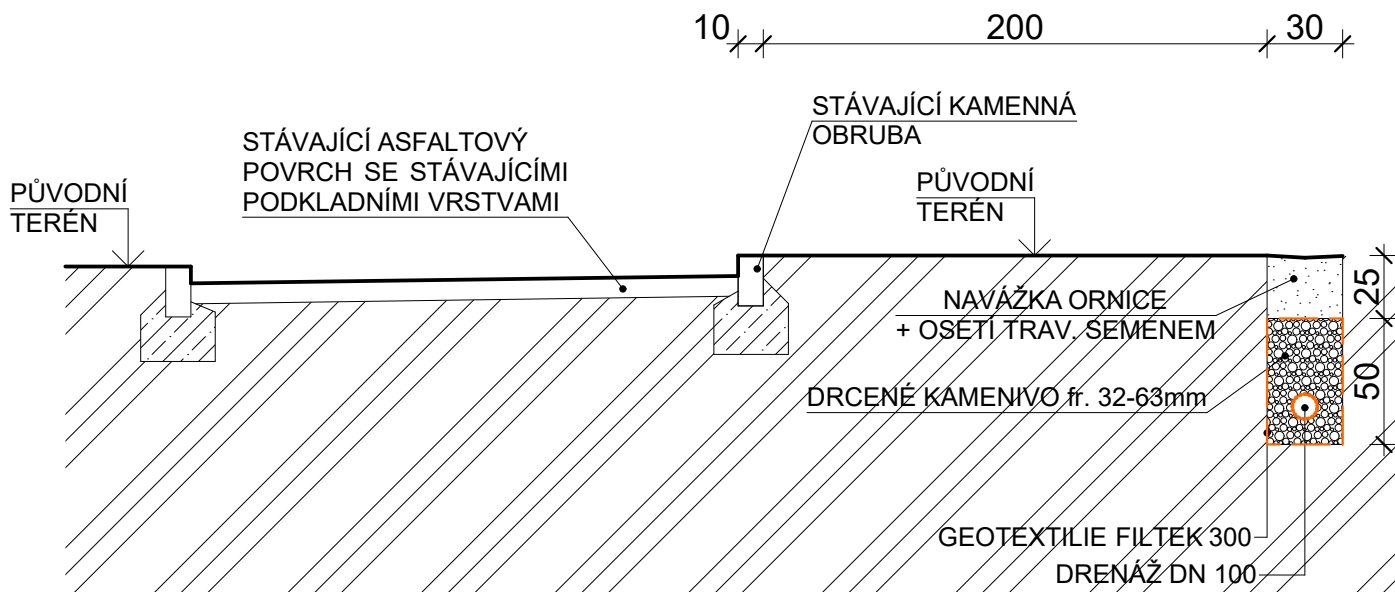 10 200 30
STÁVAJÍCÍ KAMENNÁ
OBRUBA
STÁVAJÍCÍ ASFALTOVÝ
POVRCH SE STÁVAJÍCÍMI
PODKLADNÍMI VRSTVAMI
PŮVODNÍ
TERÉN
PŮVODNÍ
TERÉN
25
NAVÁŽKA ORNICE
+ OSETÍ TRAV. SEMENEM
50
DRCENÉ KAMENIVO fr. 32-63mm
GEOTEXTILIE FILTEK 300
DRENÁŽ DN 100